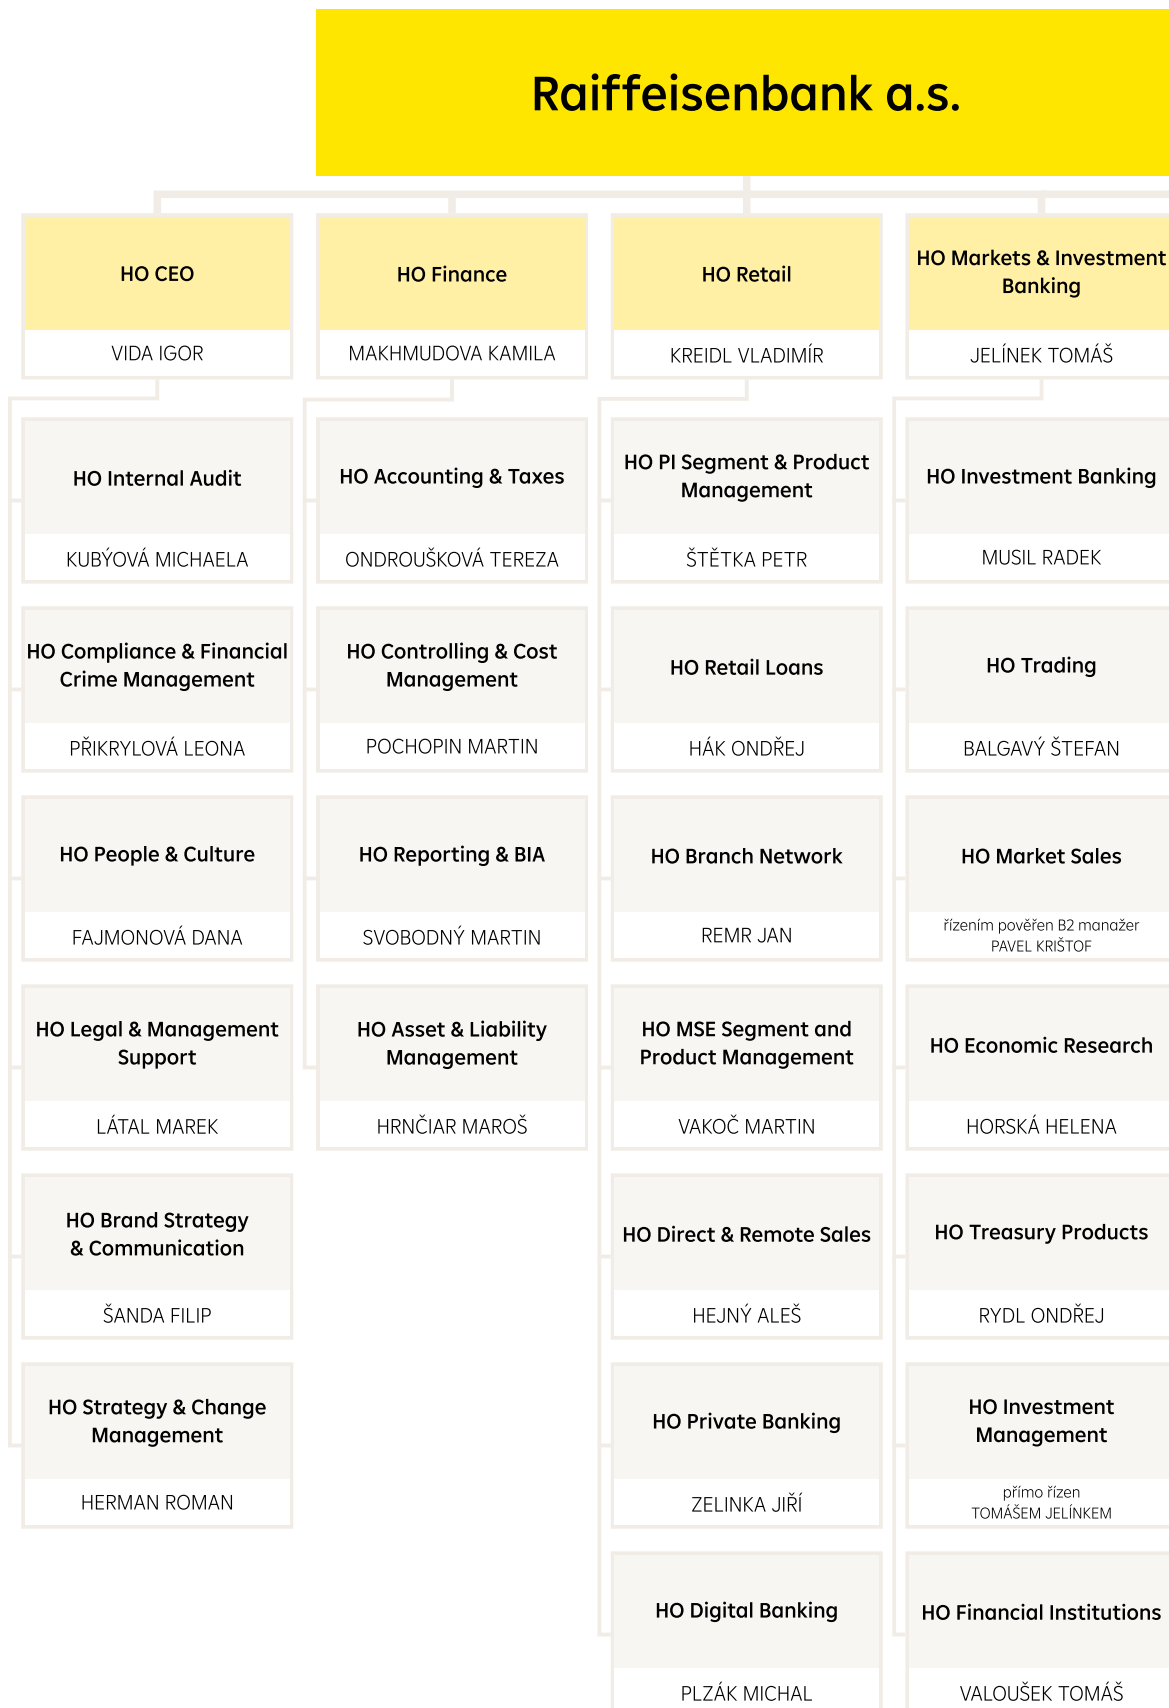 Raiffeisenbank a.s.
HO CEO
VIDA IGOR
HO Internal Audit
KUBÝOVÁ MICHAELA
HO Compliance & Financial
Crime Management
PŘIKRYLOVÁ LEONA
HO People & Culture
FAJMONOVÁ DANA
HO Legal & Management
Support
LÁTAL MAREK
HO Brand Strategy
& Communication
ŠANDA FILIP
HO Strategy & Change
Management
HERMAN ROMAN
HO Finance
MAKHMUDOVA KAMILA
HO Accounting & Taxes
ONDROUŠKOVÁ TEREZA
HO Controlling & Cost
Management
POCHOPIN MARTIN
HO Reporting & BIA
SVOBODNÝ MARTIN
HO Asset & Liability
Management
HRNČIAR MAROŠ
HO Retail
KREIDL VLADIMÍR
HO PI Segment & Product
Management
ŠTĚTKA PETR
HO Retail Loans
HÁK ONDŘEJ
HO Branch Network
REMR JAN
HO MSE Segment and
Product Management
VAKOČ MARTIN
HO Direct & Remote Sales
HEJNÝ ALEŠ
HO Private Banking
ZELINKA JIŘÍ
HO Digital Banking
PLZÁK MICHAL
HO Markets & Investment
Banking
JELÍNEK TOMÁŠ
HO Investment Banking
MUSIL RADEK
HO Trading
BALGAVÝ ŠTEFAN
HO Market Sales
řízením pověřen B2 manažer
PAVEL KRIŠTOF
HO Economic Research
HORSKÁ HELENA
HO Treasury Products
RYDL ONDŘEJ
HO Investment
Management
přímo řízen
TOMÁŠEM JELÍNKEM
HO Financial Institutions
VALOUŠEK TOMÁŠ